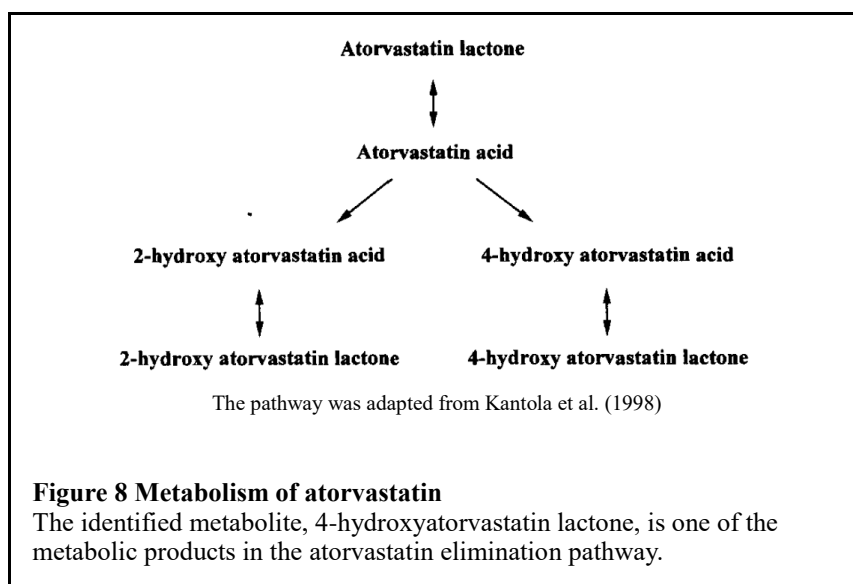 Atorvastatin lactone
Atorvastatin acid
2-hydroxy atorvastatin acid 4-hydroxy atorvastatin acid
2-hydroxy atorvastatin lactone 4-hydroxy atorvastatin lactone
The pathway was adapted from Kantola et al. (1998)
Figure 8 Metabolism of atorvastatin
The identified metabolite, 4-hydroxyatorvastatin lactone, is one of the
metabolic products in the atorvastatin elimination pathway.